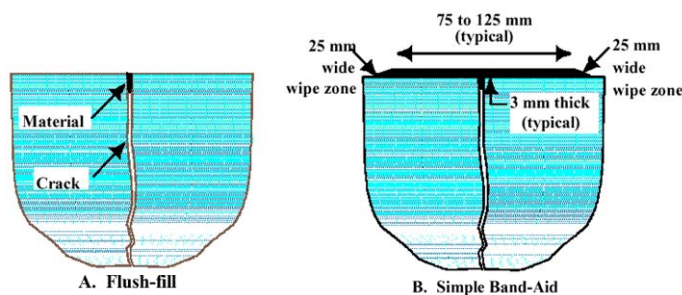 Material
Crack
A. Flush-fill
75 to 125 mm
(typical)
25 mm
wide
wipe zone
25 mm
wide
wipe zone
3 mm thick
(typical)
B. Simple Band-Aid